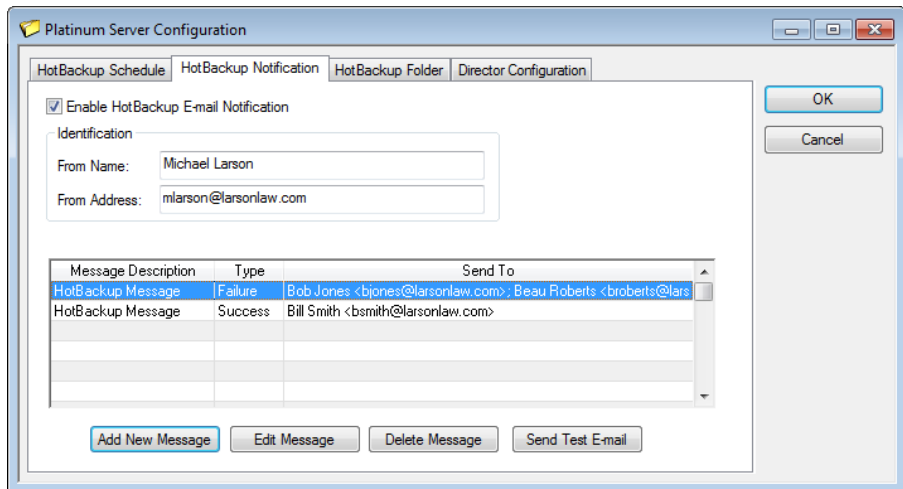 Platinum Server Configuration
HotBackup Schedule HotBackup Notification HotBackup Folder Director Configuration
Enable HotBackup E-mail Notification
Identification
From Name: Michael Larson
From Address: mlarson@larsonlaw.com
OK
Cancel
Message Description Type Send To
HotBackup Message Failure Bob Jones <bjones@larsonlaw.com>; Beau Roberts <broberts@lars
HotBackup Message Success Bill Smith <bsmith@larsonlaw.com>
Add New Message Edit Message Delete Message Send Test E-mail